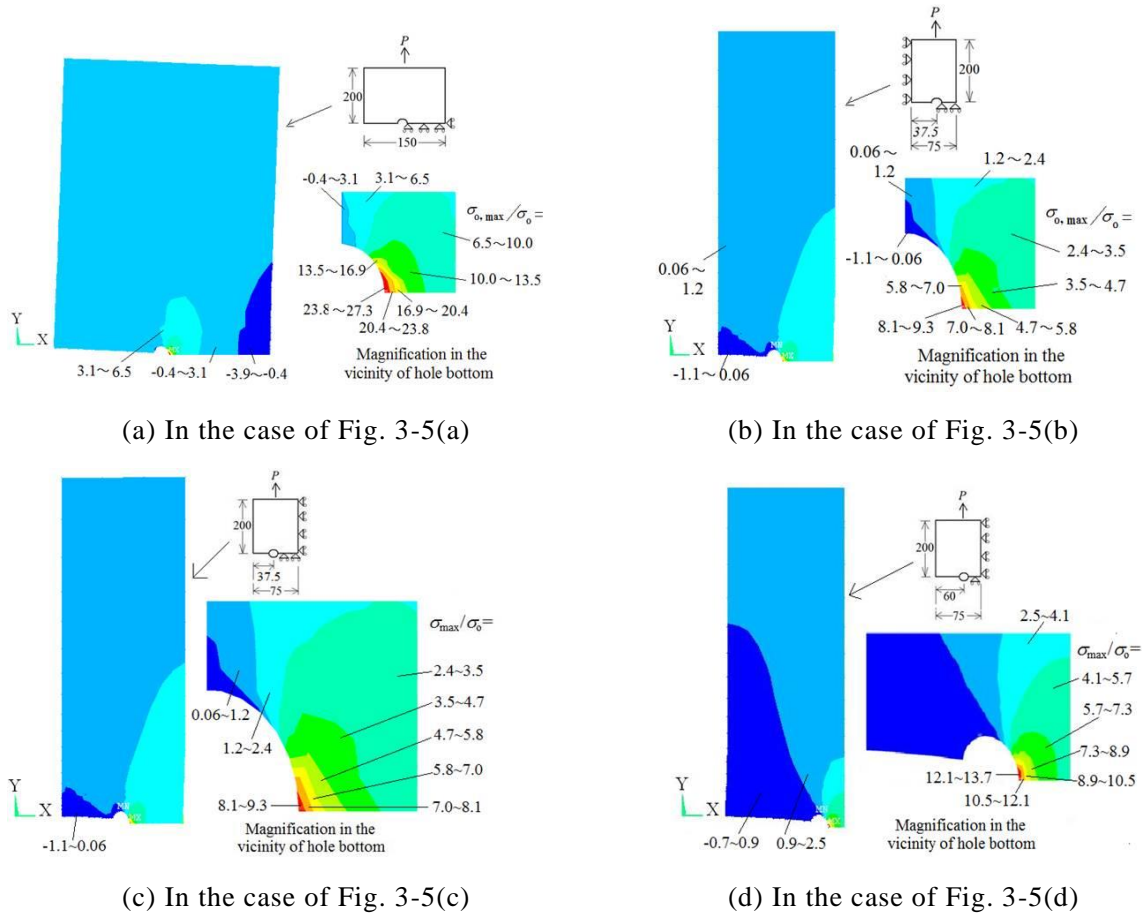 P
200
150
-0.4~3.1
3.1~6.5
σo, max/σo=
6.5~10.0
13.5~16.9
10.0~13.5
23.8~27.3
16.9~20.4
20.4~23.8
Y
X
3.1~6.5
-0.4~3.1
-3.9~-0.4
Magnification in the
vicinity of hole bottom
(a) In the case of Fig. 3-5(a)
P
200
37.5
75
0.06~
1.2
1.2~2.4
σo, max/σo=
-1.1~0.06
2.4~3.5
0.06~
1.2
5.8~7.0
3.5~4.7
8.1~9.3
7.0~8.1
4.7~5.8
Y
X
MN
MX
-1.1~0.06
Magnification in the
vicinity of hole bottom
(b) In the case of Fig. 3-5(b)
P
200
37.5
75
σmax/σo=
2.4~3.5
0.06~1.2
3.5~4.7
1.2~2.4
4.7~5.8
5.8~7.0
8.1~9.3
7.0~8.1
Y
X
MN
MX
-1.1~0.06
Magnification in the
vicinity of hole bottom
(c) In the case of Fig. 3-5(c)
P
200
60
75
2.5~4.1
σmax/σo=
4.1~5.7
5.7~7.3
7.3~8.9
12.1~13.7
8.9~10.5
10.5~12.1
Y
X
MN
MX
-0.7~0.9
0.9~2.5
Magnification in the
vicinity of hole bottom
(d) In the case of Fig. 3-5(d)